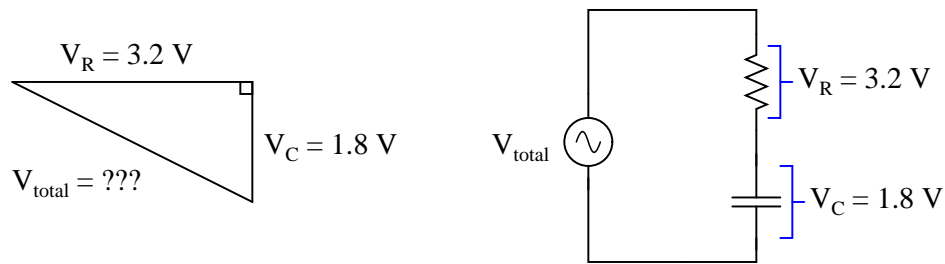 V_R = 3.2 V
V_C = 1.8 V
V_total = ???
V_total
V_R = 3.2 V
V_C = 1.8 V